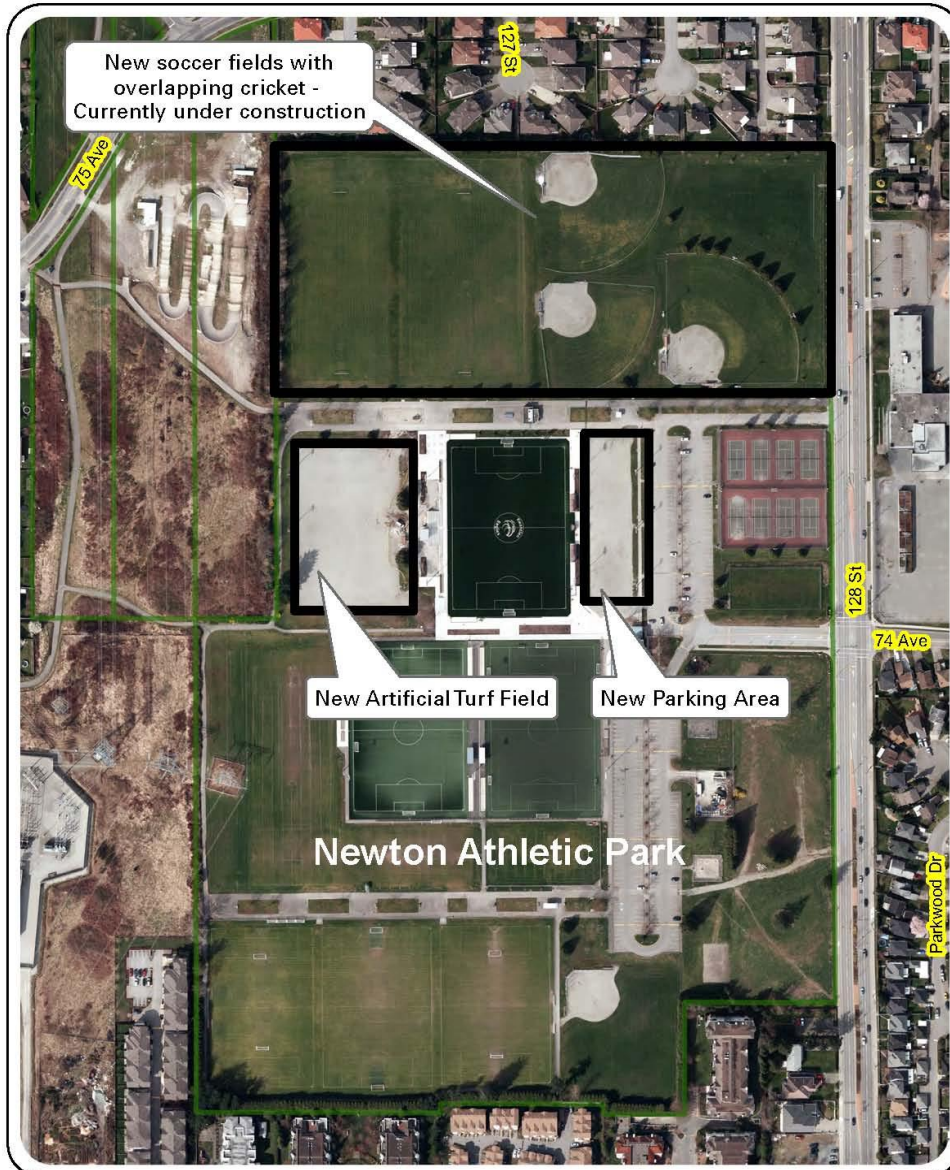 127 St
New soccer fields with
overlapping cricket -
Currently under construction
75 Ave
128 St
74 Ave
New Artificial Turf Field
New Parking Area
Newton Athletic Park
Parkwood Dr